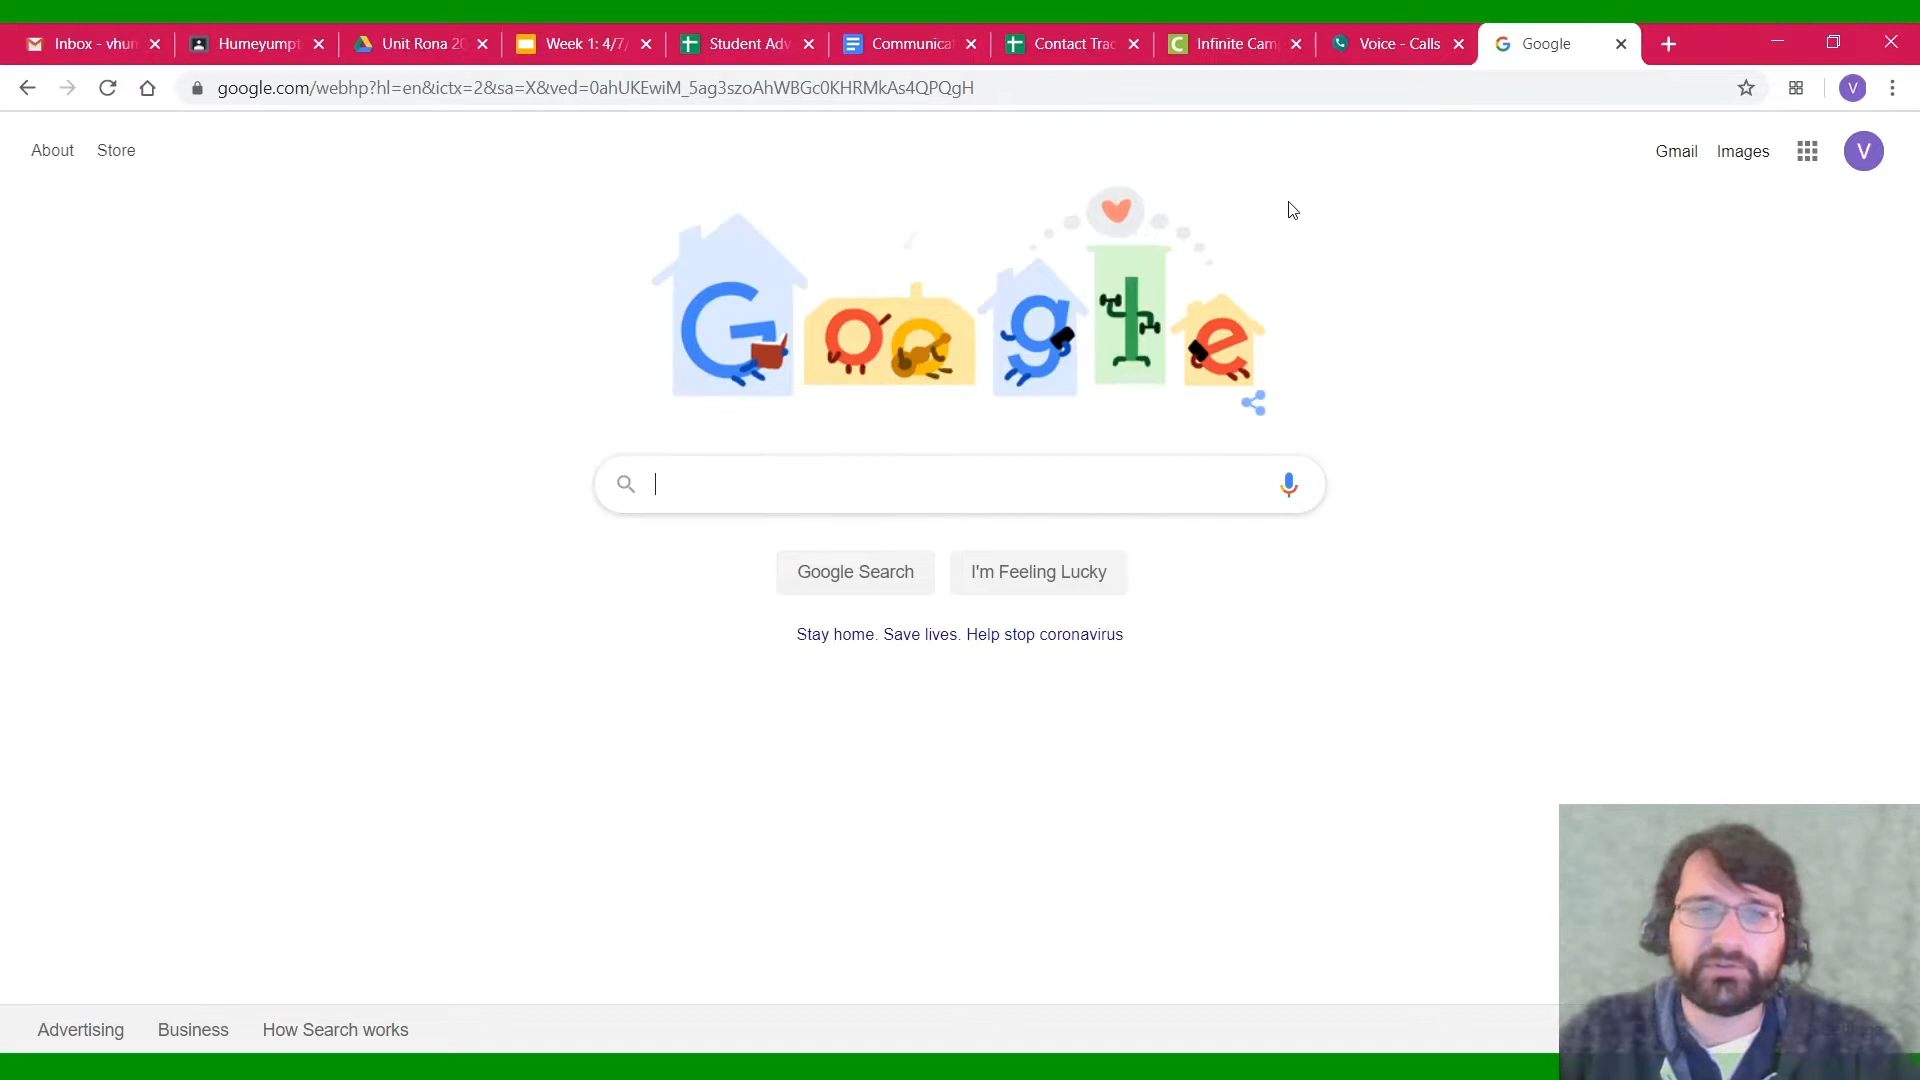 Inbox - vhun
Humeyumpt
Unit Rona 20
Week 1: 4/7/
Student Adv
Communicat
Contact Trac
Infinite Cam
Voice - Calls
Google
google.com/webhp?hl=en&ictx=2&sa=X&ved=0ahUKEwiM_5ag3szoAhWBGc0KHRMkAs4QPQgH
V
About Store
Gmail Images
V
Google
Google Search
I'm Feeling Lucky
Stay home. Save lives. Help stop coronavirus
Advertising Business How Search works